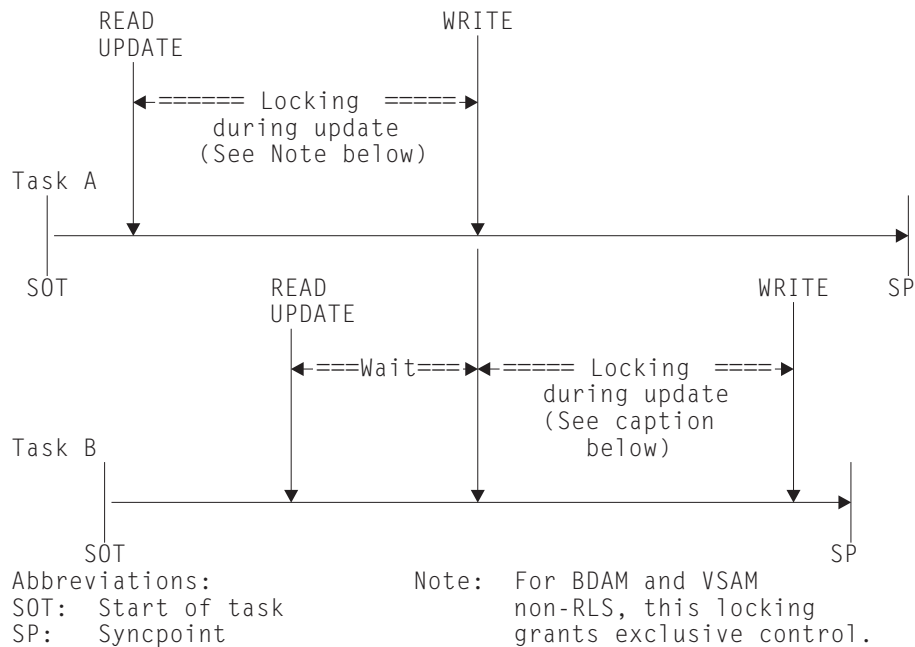 READ WRITE
UPDATE
====== Locking =====
during update
(See Note below)
Task A
SOT READ WRITE SP
UPDATE
===Wait=== ===== Locking ====
during update
(See caption
below)
Task B
SOT SP
Abbreviations: Note: For BDAM and VSAM
SOT: Start of task non-RLS, this locking
SP: Syncpoint grants exclusive control.